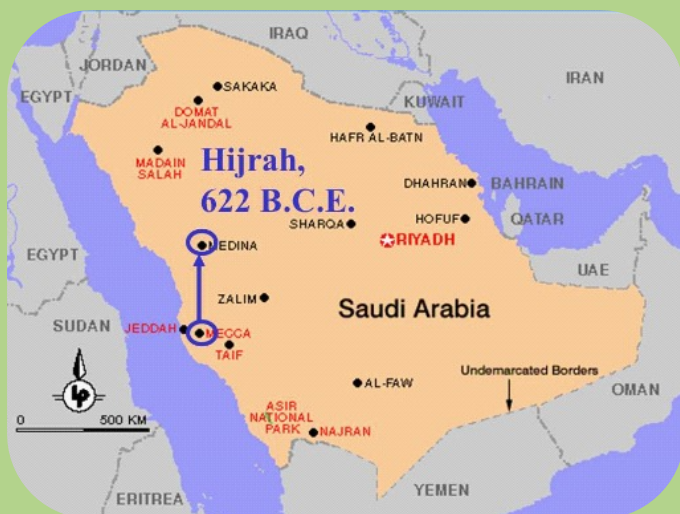 IRAQ
JORDAN
IRAN
EGYPT
SAKAKA
KUWAIT
DOMAT
AL-JANDAL
HAFR AL-BATN
MADAIN
SALAH
Hijrah,
622 B.C.E.
DHAHRAN
BAHRAIN
SHARQA
HOFUF
QATAR
RIYADH
MEDINA
EGYPT
UAE
ZALIM
Saudi Arabia
SUDAN
JEDDAH
MECCA
TAIF
Undemarcated Borders
AL-FAW
OMAN
LP
0 500 KM
ASIR
NATIONAL
PARK
NAJRAN
YEMEN
ERITREA